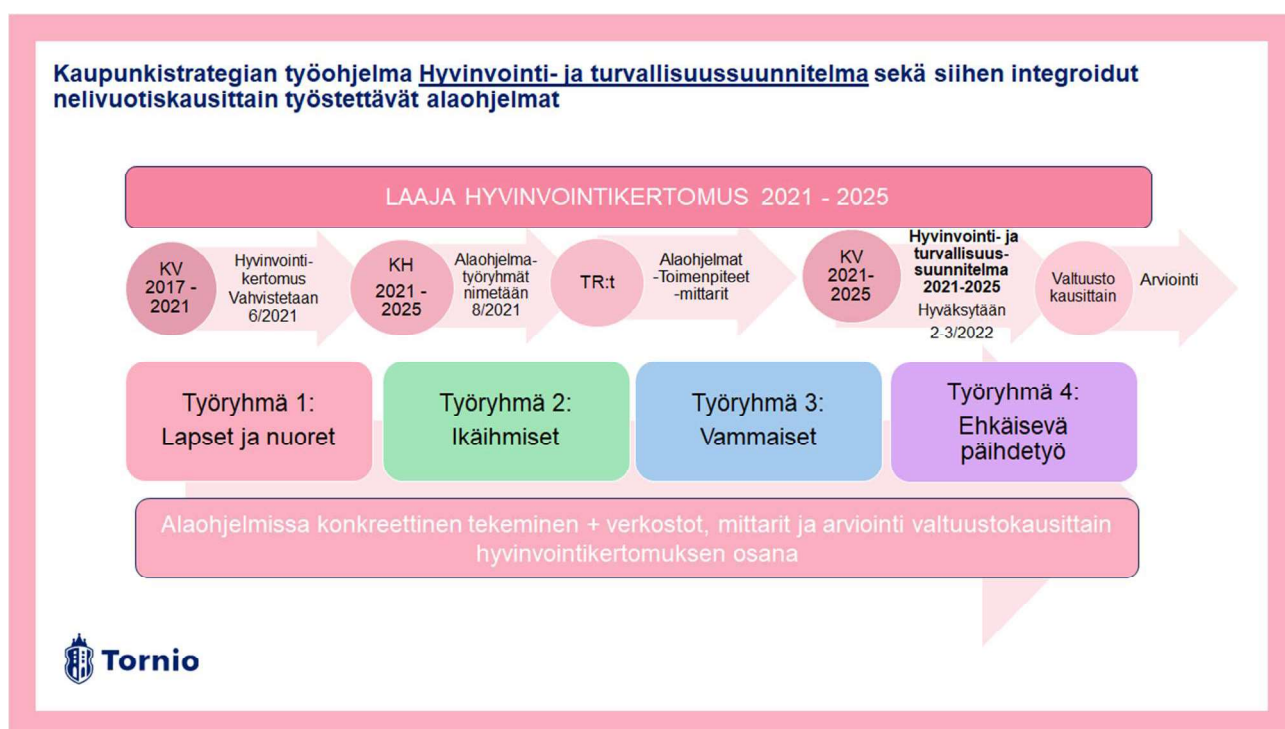 Kaupunkistrategian työohjelma Hyvinvointi- ja turvallisuussuunnitelma sekä siihen integroidut
nelivuotiskausittain työstettävät alaohjelmat
LAAJA HYVINVOINTIKERTOMUS 2021 - 2025
KV
2017 -
2021
Hyvinvointi-
kertomus
Vahvistetaan
6/2021
KH
2021 -
2025
Alaohjelma-
työryhmät
nimetään
8/2021
TR:t
Alaohjelmat
-Toimenpiteet
-mittarit
KV
2021-
2025
Hyvinvointi- ja
turvallisuus-
suunnitelma
2021-2025
Hyväksytään
2-3/2022
Valtuusto
kausittain
Arviointi
Työryhmä 1:
Lapset ja nuoret
Työryhmä 2:
Ikäihmiset
Työryhmä 3:
Vammaiset
Työryhmä 4:
Ehkäisevä
päihdetyö
Alaohjelmissa konkreettinen tekeminen + verkostot, mittarit ja arviointi valtuustokausittain
hyvinvointikertomuksen osana
Tornio